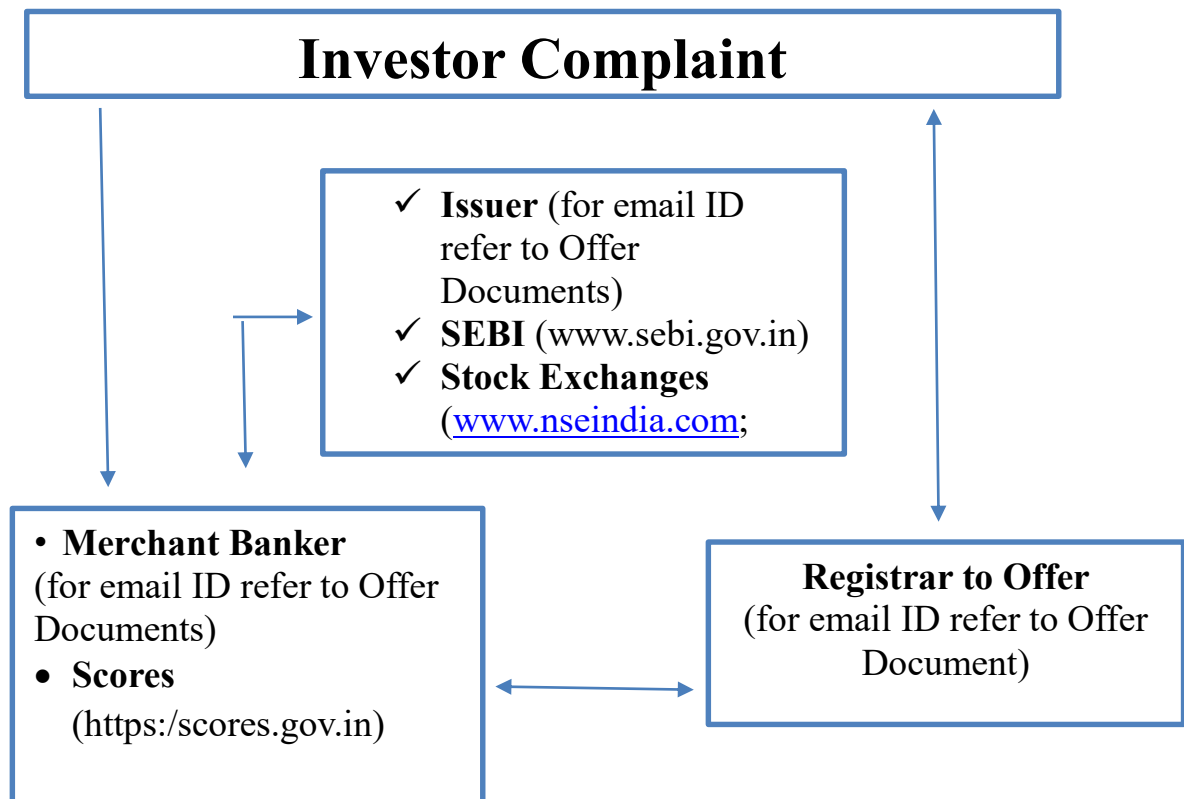 Investor Complaint
✓ Issuer (for email ID
refer to Offer
Documents)
✓ SEBI (www.sebi.gov.in)
✓ Stock Exchanges
(www.nseindia.com;
• Merchant Banker
(for email ID refer to Offer
Documents)
• Scores
(https:/scores.gov.in)
Registrar to Offer
(for email ID refer to Offer
Document)